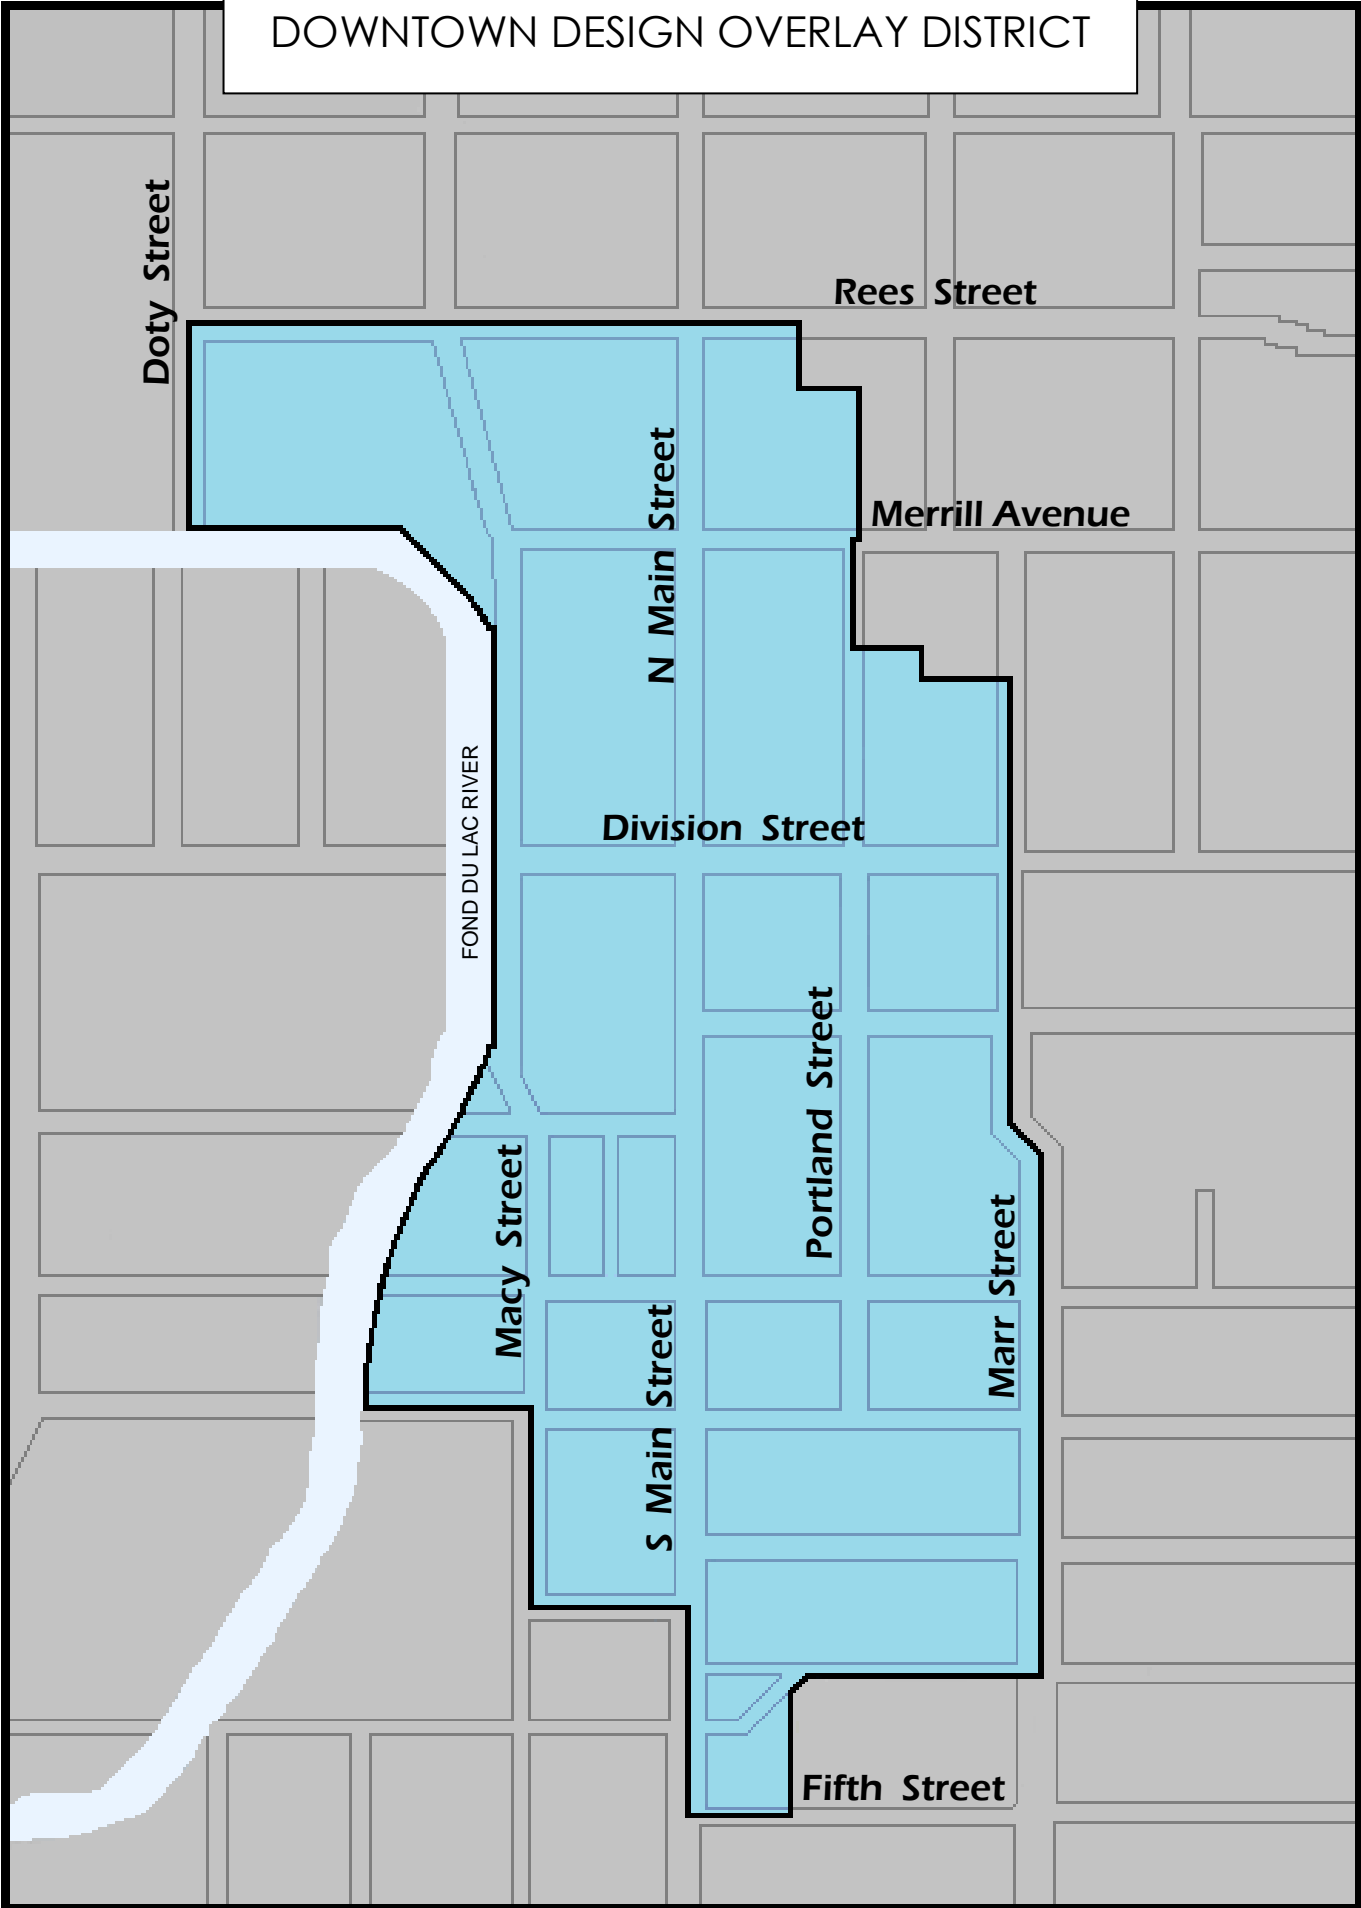 DOWNTOWN DESIGN OVERLAY DISTRICT
Doty Street
Rees Street
N Main Street
Merrill Avenue
FOND DU LAC RIVER
Division Street
Portland Street
Macy Street
Marr Street
S Main Street
Fifth Street